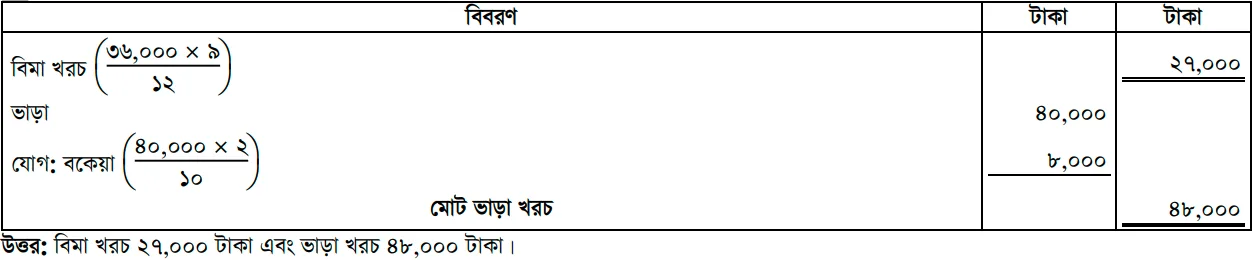 বিবরণ টাকা টাকা
বিমা খরচ (৩৬,০০০ × ৯ / ১২) ২৭,০০০
ভাড়া ৪০,০০০
যোগ: বকেয়া (৪০,০০০ × ২ / ১০) ৮,০০০
মোট ভাড়া খরচ ৪৮,০০০
উত্তর: বিমা খরচ ২৭,০০০ টাকা এবং ভাড়া খরচ ৪৮,০০০ টাকা।